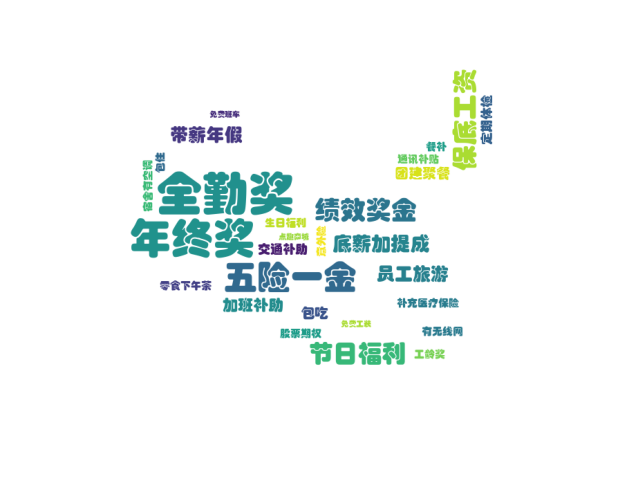 保底工资
定期体检
免费班车
带薪年假
餐补
通讯补贴
包住
团建聚餐
宿舍有空调
全勤奖
绩效奖金
生日福利
年终奖
意外险
底薪加提成
交通补助
五险一金
员工旅游
零食下午茶
加班补助
补充医疗保险
包吃
免费工装
股票期权
有无线网
节日福利
工龄奖